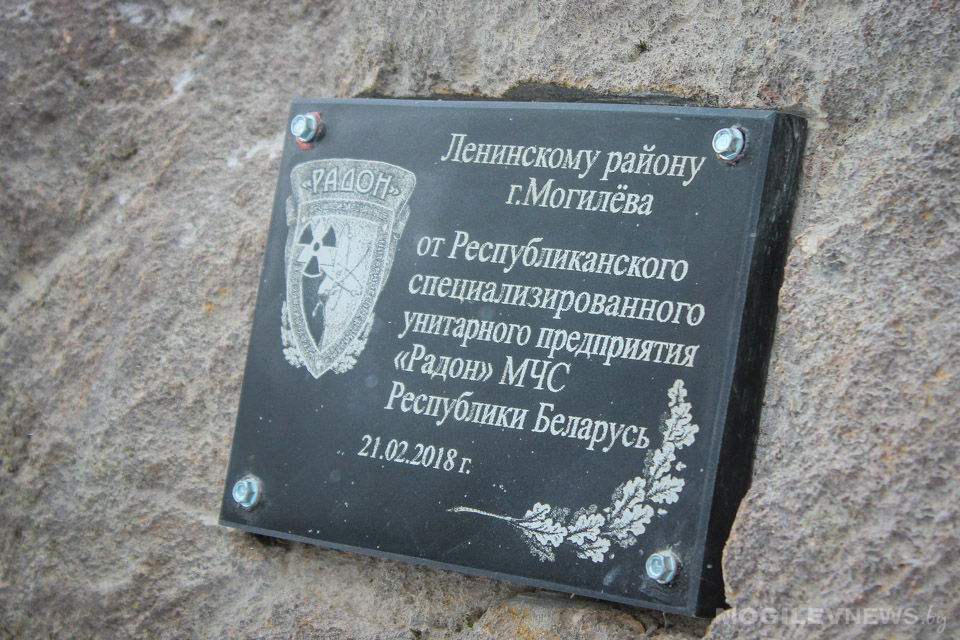 «РАДОН»
Ленинскому району
г.Могилёва
от Республиканского
специализированного
унитарного предприятия
«Радон» МЧС
Республики Беларусь
21.02.2018 г.
MOGILEVNEWS.by